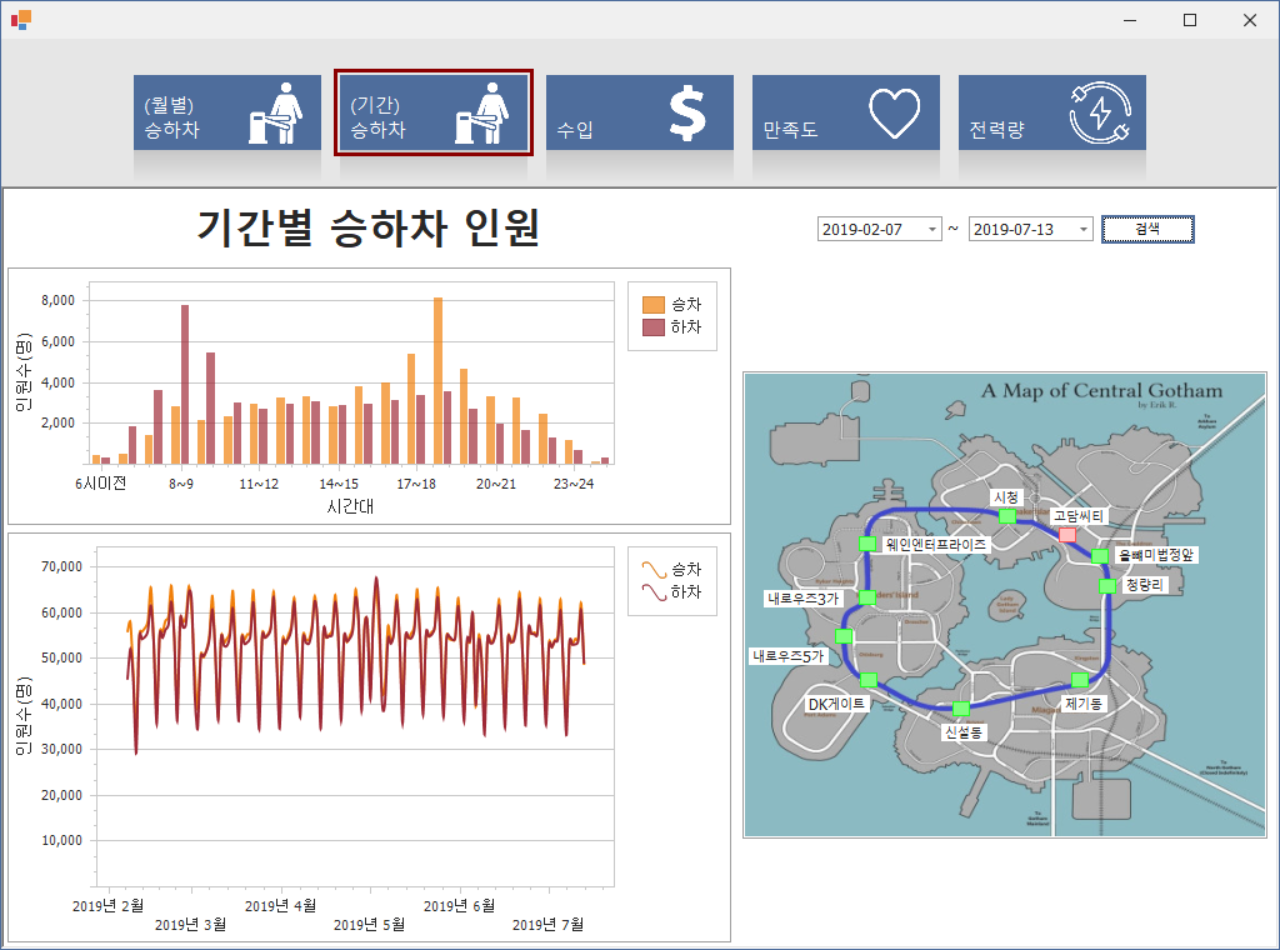 (월별)
승하차
(기간)
승하차
수입
만족도
전력량
기간별 승하차 인원
2019-02-07 ~ 2019-07-13 검색
인원수(명)
8,000
6,000
4,000
2,000
6시미전 8~9 11~12 14~15 17~18 20~21 23~24
시간대
승차
하차
인원수(명)
70,000
60,000
50,000
40,000
30,000
20,000
10,000
2019년 2월 2019년 4월 2019년 6월
2019년 3월 2019년 5월 2019년 7월
승차
하차
A Map of Central Gotham
by Erik R.
시청
고담씨티
웨인엔터프라이즈
올빼미법정앞
청량리
내로우즈3가
내로우즈5가
DK게이트
신설동
제기동